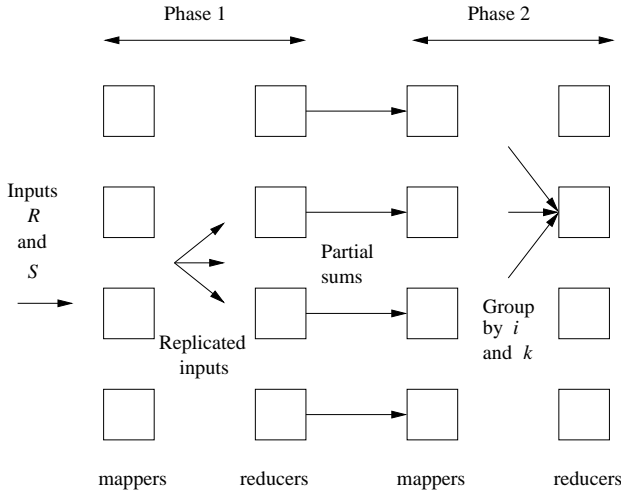 Phase 1
Phase 2
Inputs
R
and
S
Replicated
inputs
Partial
sums
Group
by i
and k
mappers
reducers
mappers
reducers